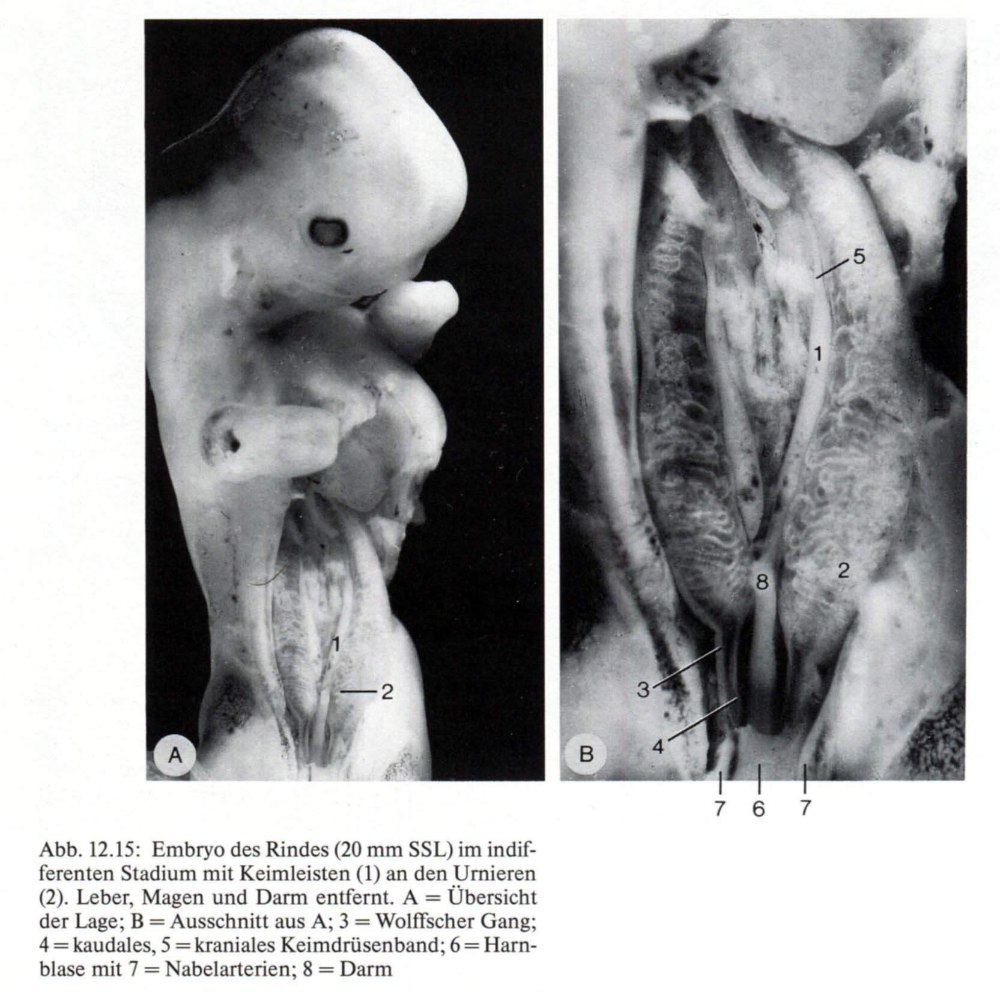 5
1
1
2
2
8
3
4
A
B
7 6 7
Abb. 12.15: Embryo des Rindes (20 mm SSL) im indif-
ferenten Stadium mit Keimleisten (1) an den Urnieren
(2). Leber, Magen und Darm entfernt. A = Übersicht
der Lage; B = Ausschnitt aus A; 3 = Wolffscher Gang;
4 = kaudales, 5 = kraniales Keimdrüsenband; 6 = Harn-
blase mit 7 = Nabelarterien; 8 = Darm